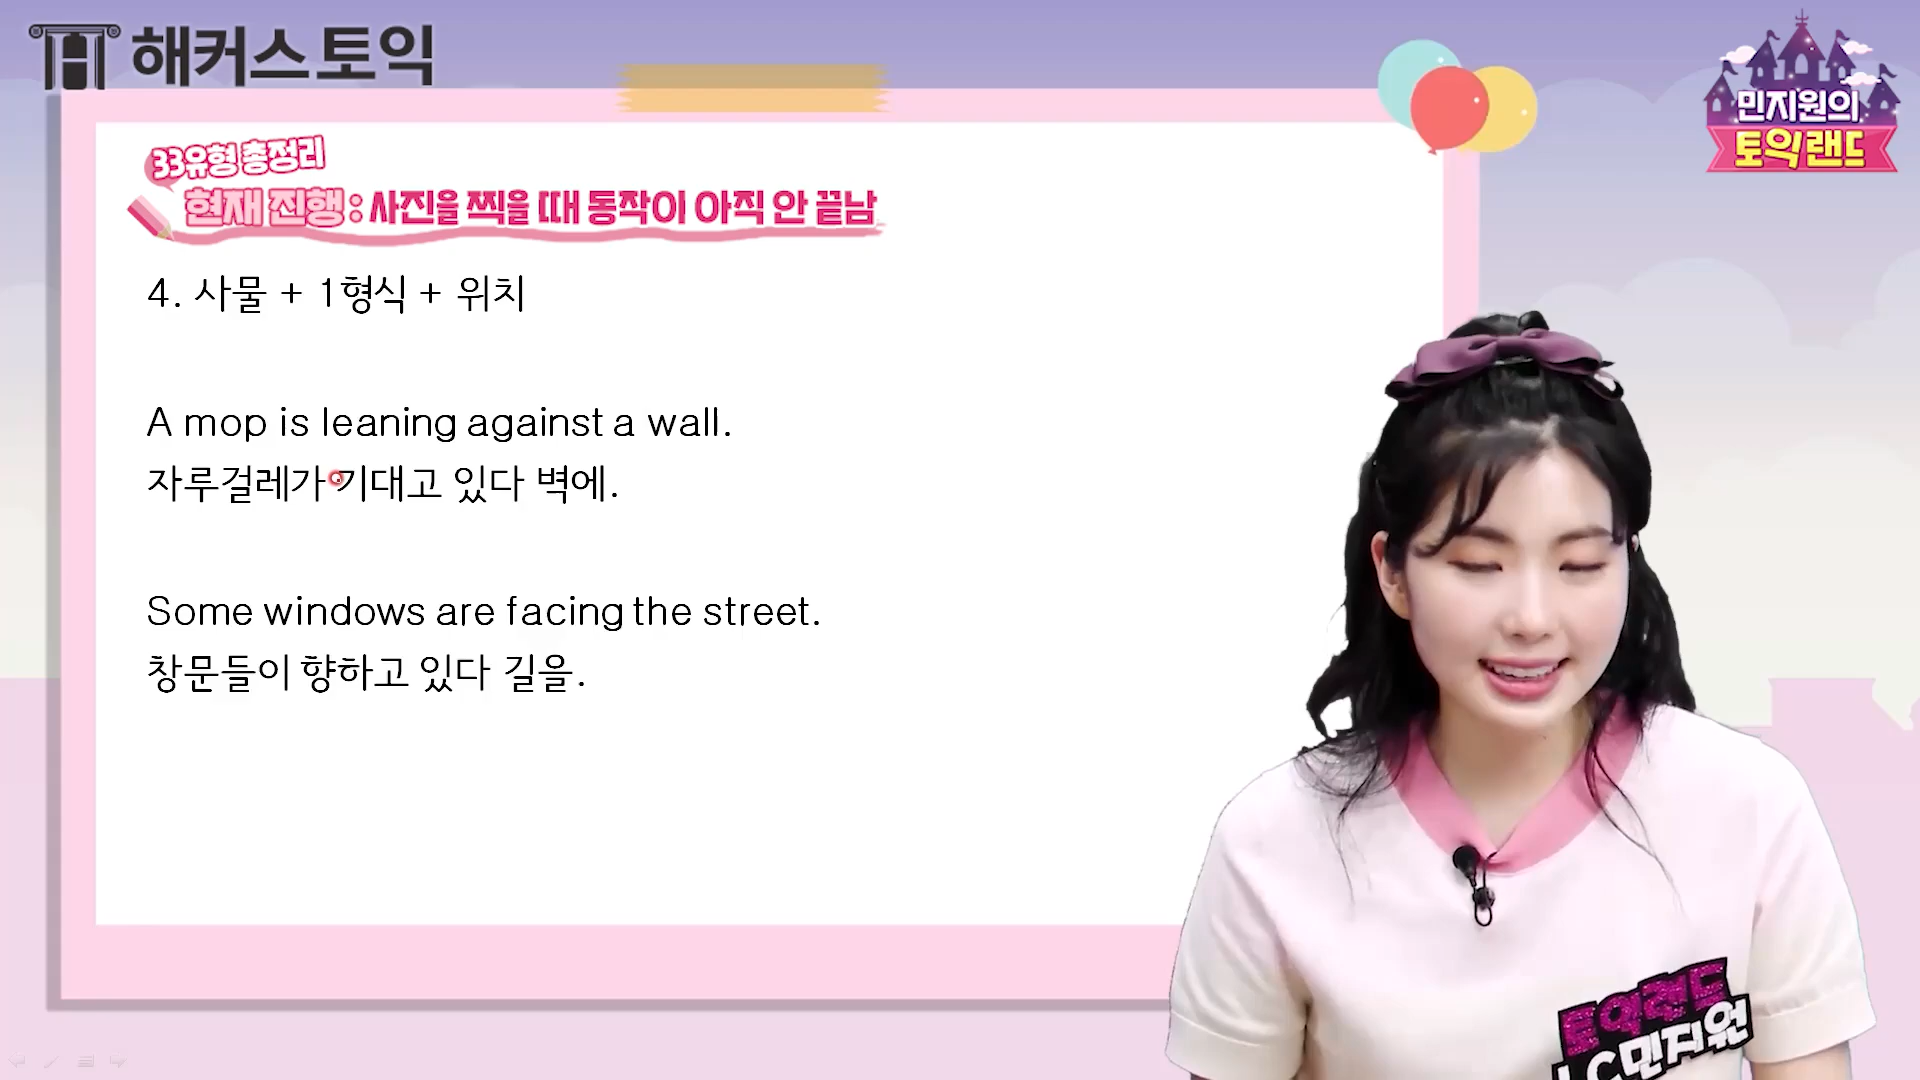 해커스 토익
민지원의
토익랜드
33유형 총정리
현재 진행 : 사진을 찍을 때 동작이 아직 안 끝남
4. 사물 + 1형식 + 위치
A mop is leaning against a wall.
자루걸레가 기대고 있다 벽에.
Some windows are facing the street.
창문들이 향하고 있다 길을.
토익랜드
LC민지원